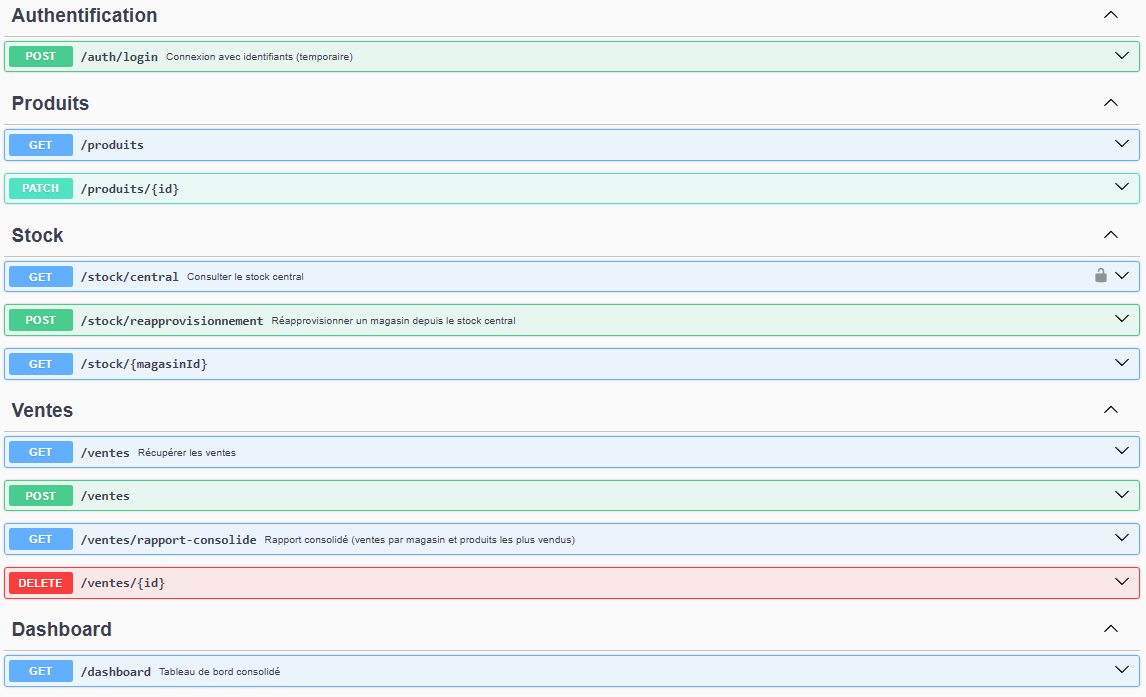 Authentification
POST /auth/login Connexion avec identifiants (temporaire)
Produits
GET /produits
PATCH /produits/{id}
Stock
GET /stock/central Consulter le stock central
POST /stock/reapprovisionnement Réapprovisionner un magasin depuis le stock central
GET /stock/{magasinId}
Ventes
GET /ventes Récupérer les ventes
POST /ventes
GET /ventes/rapport-consolide Rapport consolidé (ventes par magasin et produits les plus vendus)
DELETE /ventes/{id}
Dashboard
GET /dashboard Tableau de bord consolidé